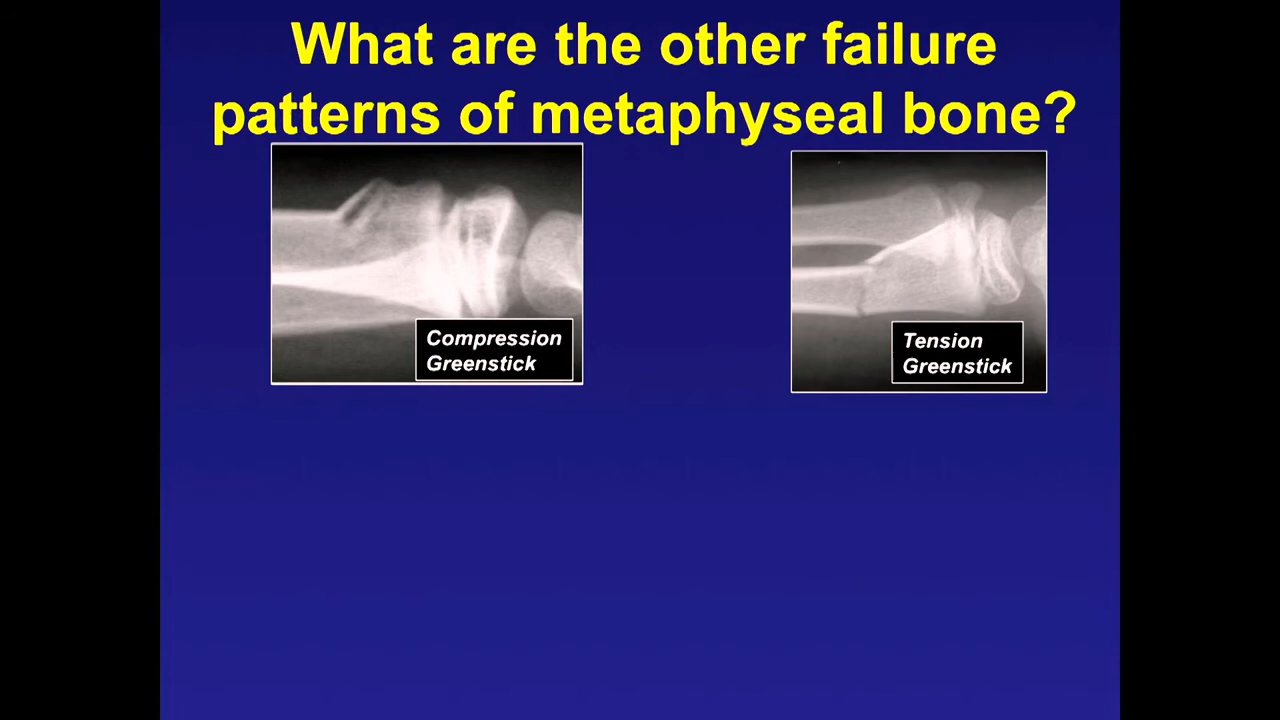 What are the other failure
patterns of metaphyseal bone?
Compression
Greenstick
Tension
Greenstick